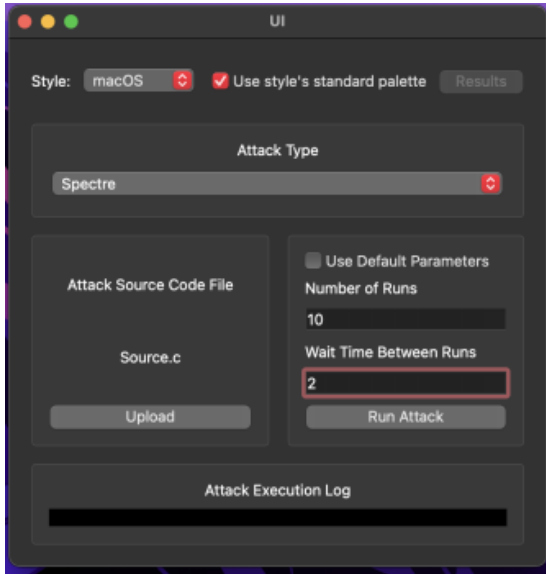 UI
Style: macOS Use style's standard palette Results
Attack Type
Spectre
Attack Source Code File
Source.c
Upload
Use Default Parameters
Number of Runs
10
Wait Time Between Runs
2
Run Attack
Attack Execution Log